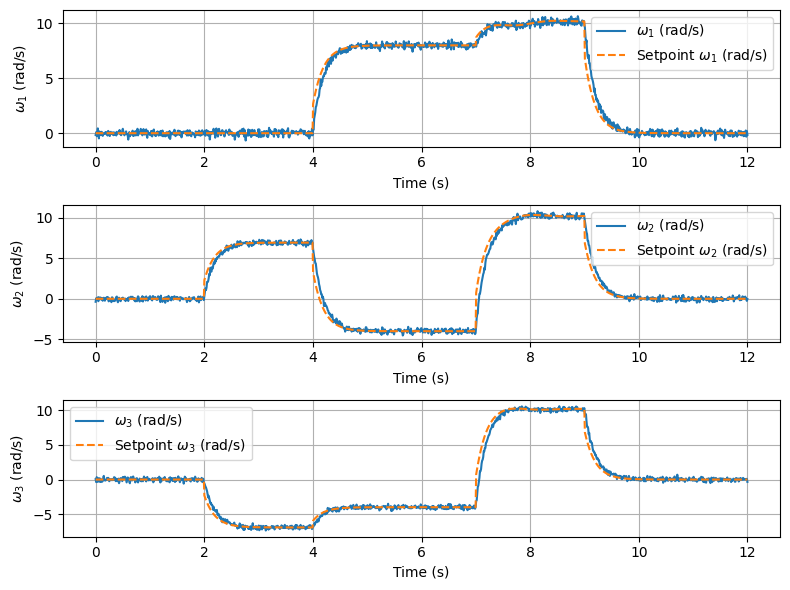 10
5
0
ω₁ (rad/s)
ω₁ (rad/s)
Setpoint ω₁ (rad/s)
0 2 4 6 8 10 12
Time (s)
10
5
0
−5
ω₂ (rad/s)
ω₂ (rad/s)
Setpoint ω₂ (rad/s)
0 2 4 6 8 10 12
Time (s)
10
5
0
−5
ω₃ (rad/s)
ω₃ (rad/s)
Setpoint ω₃ (rad/s)
0 2 4 6 8 10 12
Time (s)